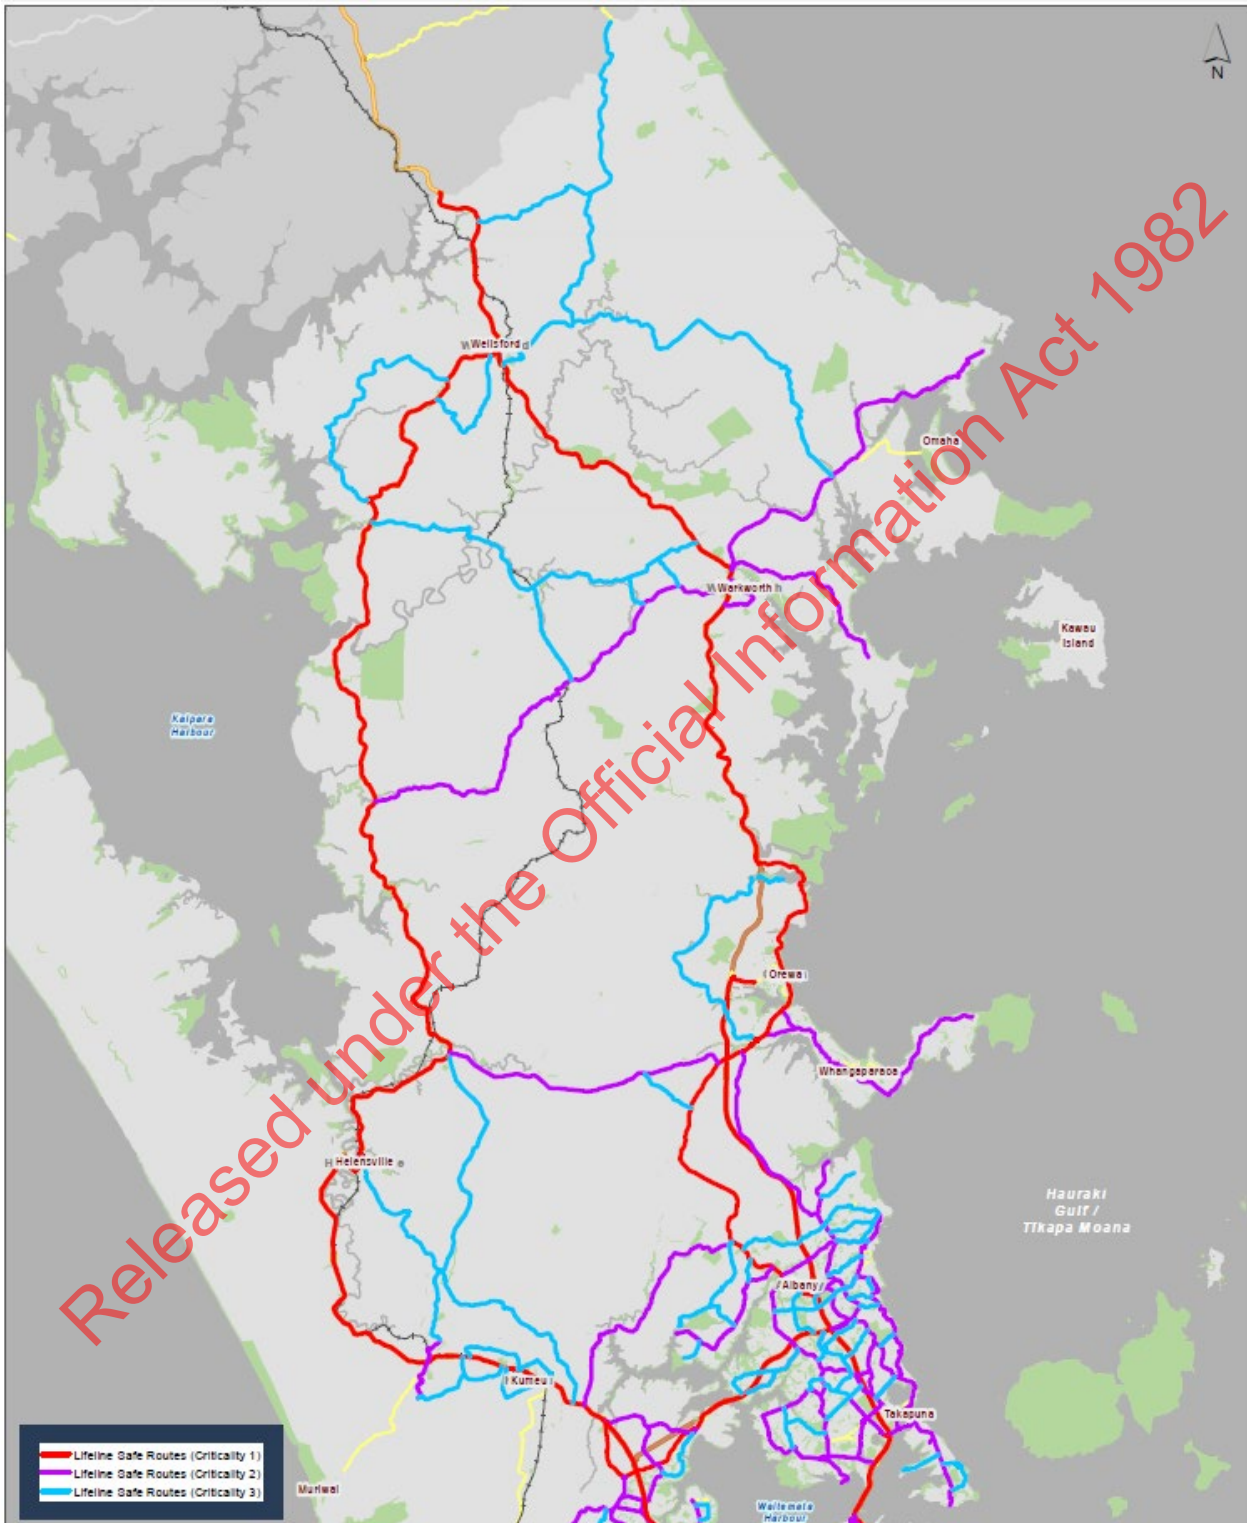 N
Wellsford
Omaha
Warkworth
Kawau
Island
Kaipara
Harbour
Orewa
Whangaparaoa
Helensville
Hauraki
Gulf /
Tīkapa Moana
Albany
Kumeu
Takapuna
Muriwai
Waitemata
Harbour
Lifeline Safe Routes (Criticality 1)
Lifeline Safe Routes (Criticality 2)
Lifeline Safe Routes (Criticality 3)
Released under the Official Information Act 1982